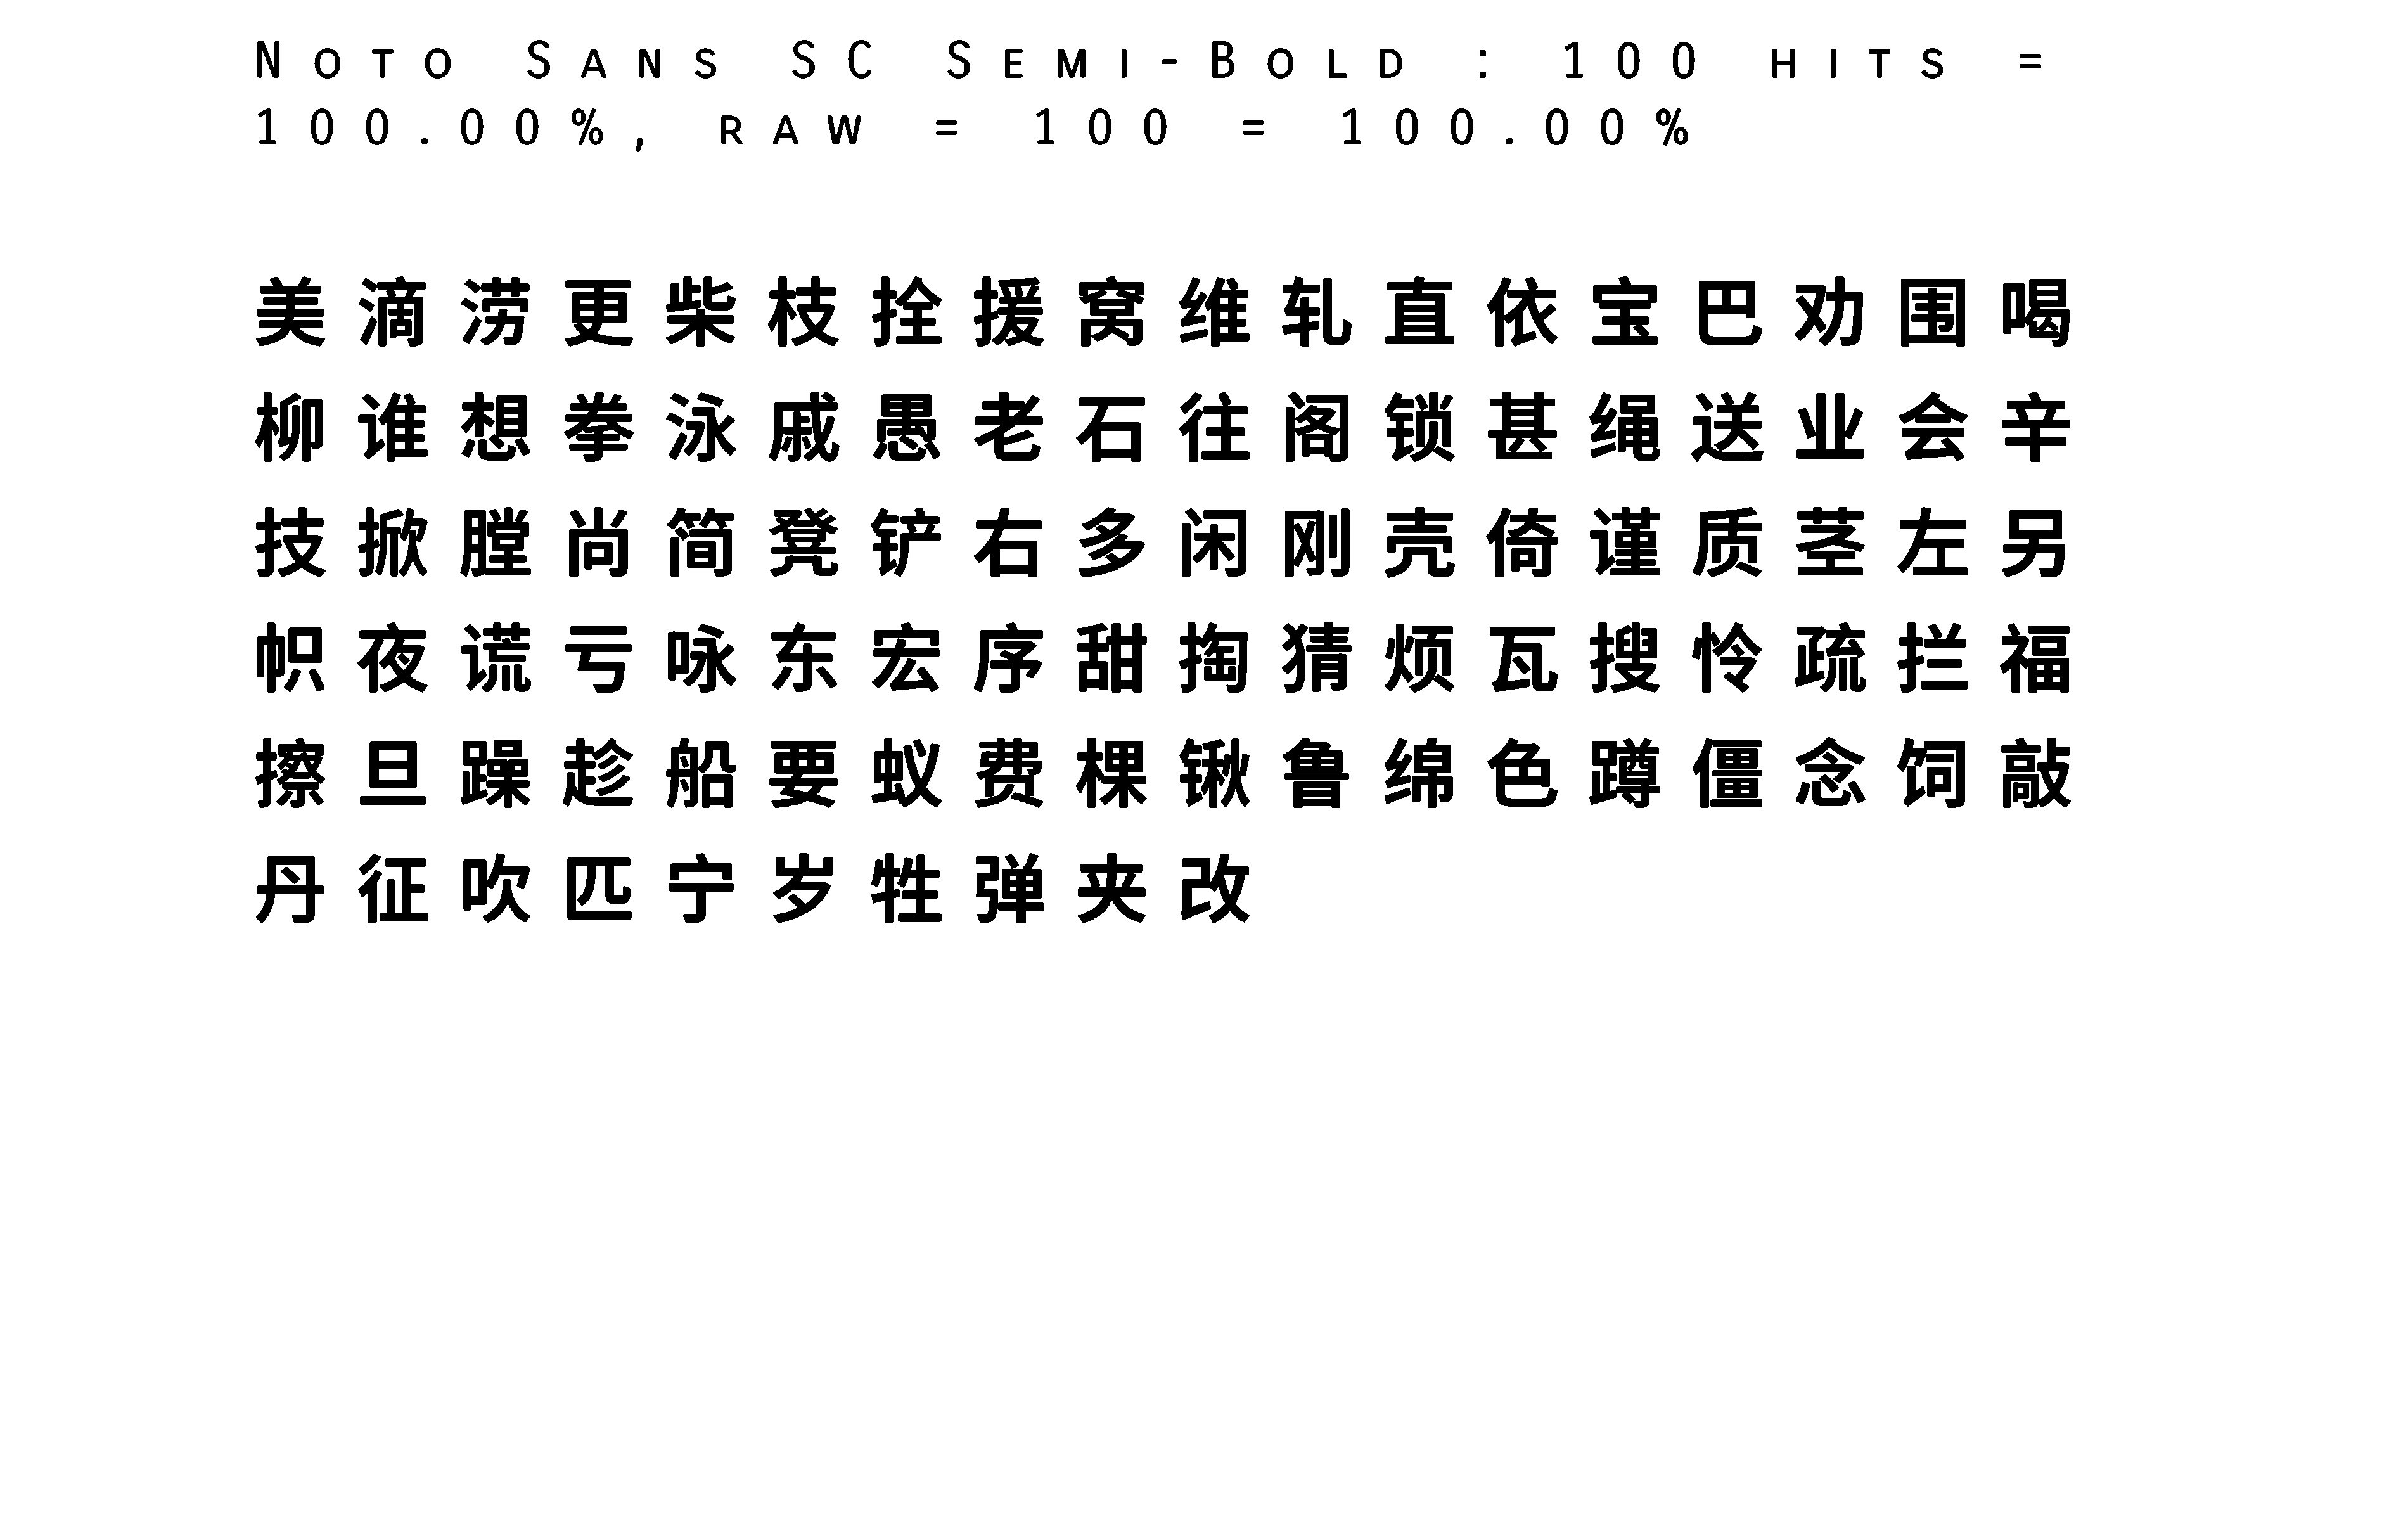 Noto Sans SC Semi-Bold : 100 hits =
100.00%, raw = 100 = 100.00%
美滴涝更柴枝拴援窝维轧直依宝巴劝围喝
柳谁想拳泳戚愚老石往阁锁甚绳送业会辛
技掀膛尚简凳铲右多闲刚壳倚谨质茎左另
帜夜谎亏咏东宏序甜掏猜烦瓦搜怜疏拦福
擦旦躁趁船要蚁费棵锹鲁绵色蹲僵念饲敲
丹征吹匹宁岁牲弹夹改